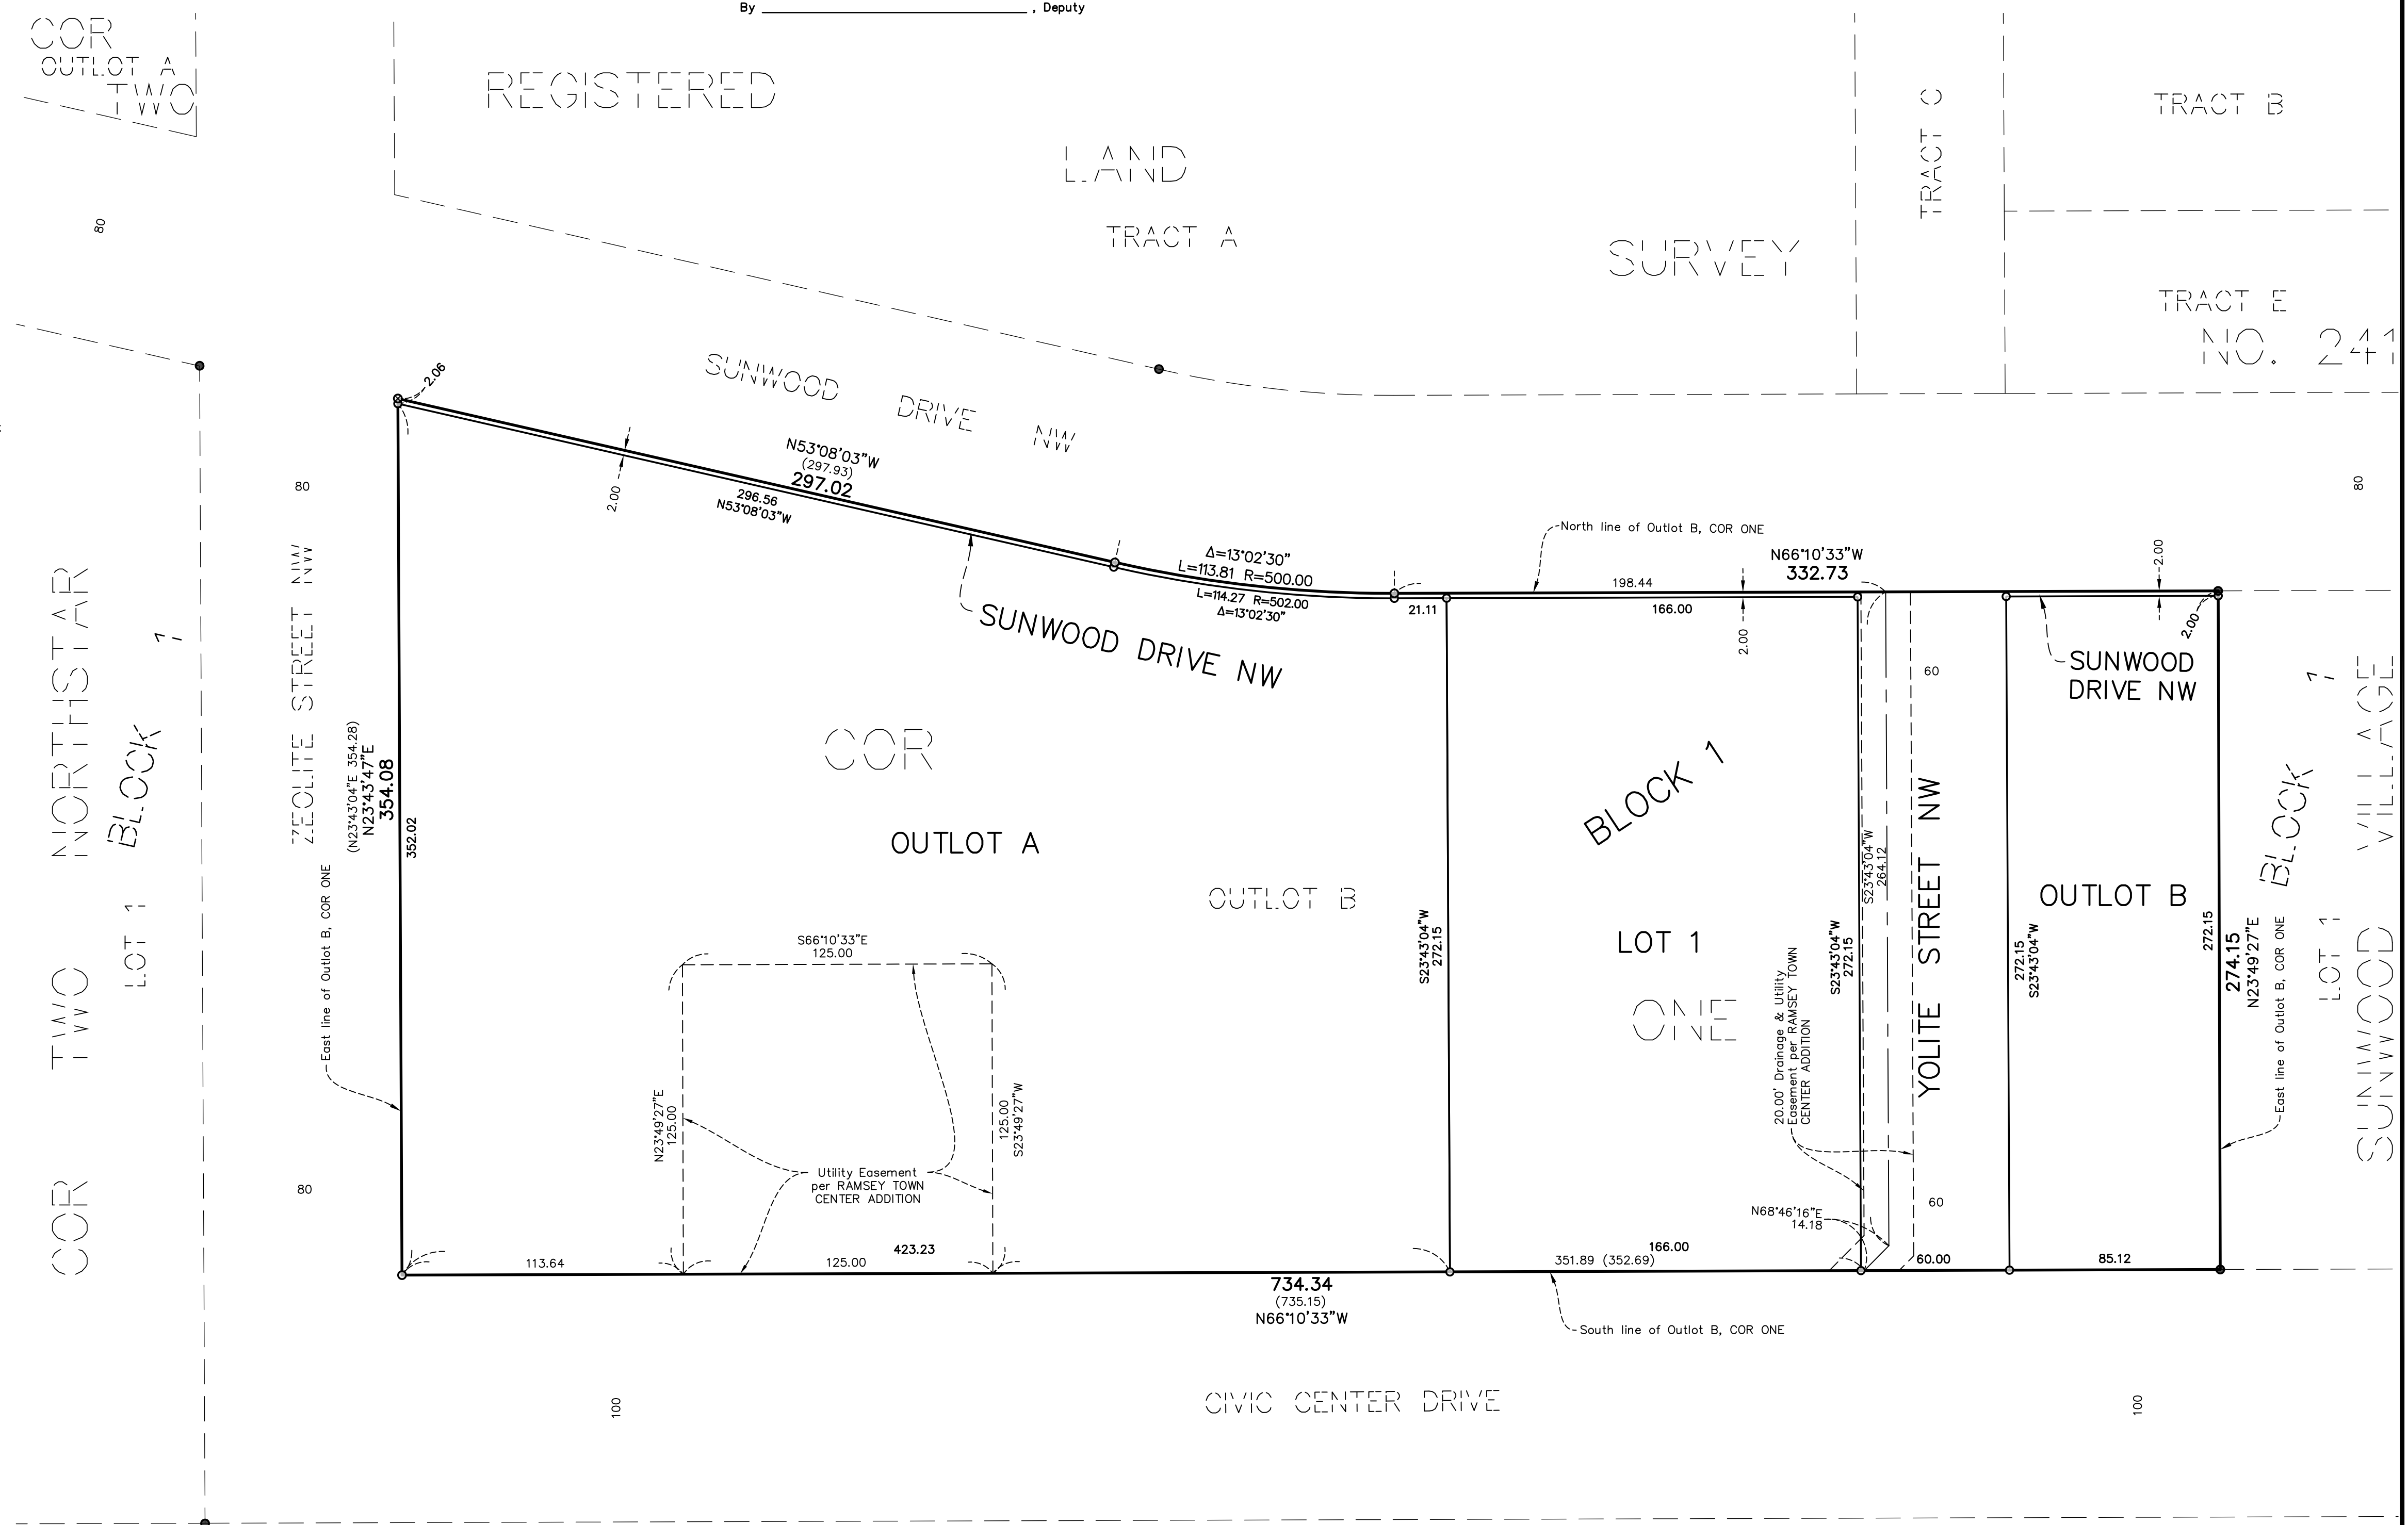 By ____________________ , Deputy
COR
OUTLOT A
TWO
REGISTERED
LAND
TRACT A
SURVEY
TRACT C
TRACT B
TRACT E
NO. 241
80
80
80
80
SUNWOOD DRIVE NW
2.06
2.00
N53°08'03"W
(297.93)
297.02
296.56
N53°08'03"W
Δ=13°02'30"
L=113.81 R=500.00
L=114.27 R=502.00
Δ=13°02'30"
SUNWOOD DRIVE NW
North line of Outlot B, COR ONE
N66°10'33"W
332.73
198.44
21.11
166.00
2.00
2.00
2.00
SUNWOOD
DRIVE NW
COR TWO NORTHSTAR
LOT 1 BLOCK 1
ZEOLITE STREET NW
East line of Outlot B, COR ONE
(N23°43'04"E 354.28)
N23°43'47"E
354.08
352.02
COR
OUTLOT A
OUTLOT B
S66°10'33"E
125.00
N23°49'27"E
125.00
125.00
S23°49'27"W
Utility Easement
per RAMSEY TOWN
CENTER ADDITION
S23°43'04"W
272.15
BLOCK 1
LOT 1
ONE
20.00' Drainage & Utility
Easement per RAMSEY TOWN
CENTER ADDITION
S23°43'04"W
272.15
S23°43'04"W
264.12
N68°46'16"E
14.18
60
YOLITE STREET NW
60
272.15
S23°43'04"W
OUTLOT B
272.15
274.15
N23°49'27"E
East line of Outlot B, COR ONE
LOT 1 BLOCK 1
SUNWOOD VILLAGE
113.64
125.00
423.23
734.34
(735.15)
N66°10'33"W
166.00
351.89 (352.69)
60.00
85.12
South line of Outlot B, COR ONE
100
CIVIC CENTER DRIVE
100